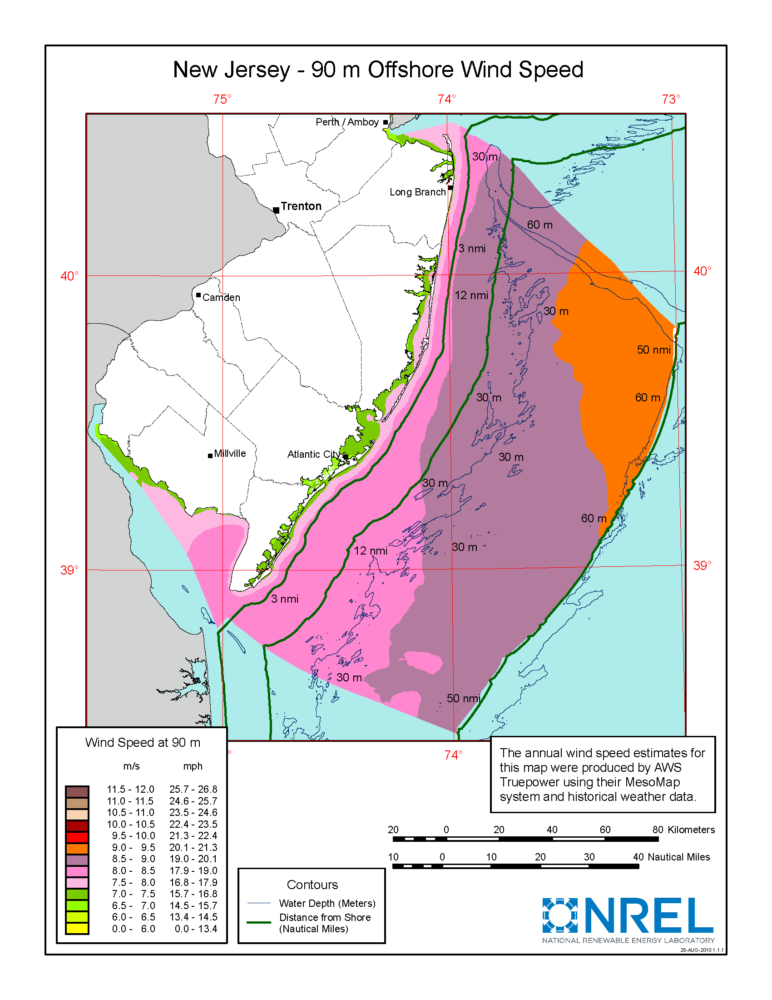 New Jersey - 90 m Offshore Wind Speed
75° 74° 73°
Perth / Amboy
30 m
Long Branch
Trenton
60 m
3 nmi
40° 40°
12 nmi
Camden
30 m
50 nmi
30 m 60 m
Millville Atlantic City 30 m
30 m
60 m
12 nmi 30 m
39° 39°
3 nmi
30 m
50 nmi
° 74°
Wind Speed at 90 m
m/s mph
11.5 - 12.0 25.7 - 26.8
11.0 - 11.5 24.6 - 25.7
10.5 - 11.0 23.5 - 24.6
10.0 - 10.5 22.4 - 23.5
9.5 - 10.0 21.3 - 22.4
9.0 - 9.5 20.1 - 21.3
8.5 - 9.0 19.0 - 20.1
8.0 - 8.5 17.9 - 19.0
7.5 - 8.0 16.8 - 17.9
7.0 - 7.5 15.7 - 16.8
6.5 - 7.0 14.5 - 15.7
6.0 - 6.5 13.4 - 14.5
0.0 - 6.0 0.0 - 13.4
Contours
Water Depth (Meters)
Distance from Shore
(Nautical Miles)
The annual wind speed estimates for
this map were produced by AWS
Truepower using their MesoMap
system and historical weather data.
20 0 20 40 60 80 Kilometers
10 0 10 20 30 40 Nautical Miles
NREL
NATIONAL RENEWABLE ENERGY LABORATORY
26-AUG-2010 1.1.1